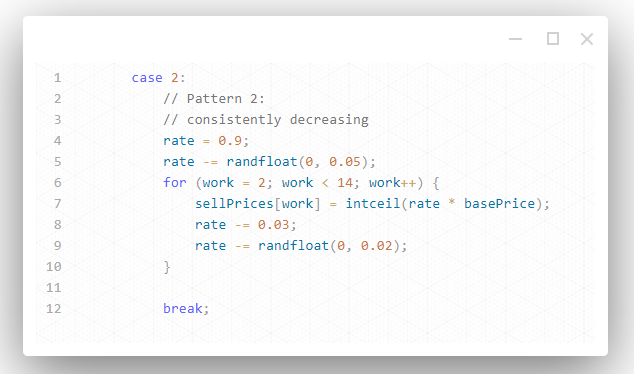 1 case 2:
2 // Pattern 2:
3 // consistently decreasing
4 rate = 0.9;
5 rate -= randfloat(0, 0.05);
6 for (work = 2; work < 14; work++) {
7 sellPrices[work] = intceil(rate * basePrice);
8 rate -= 0.03;
9 rate -= randfloat(0, 0.02);
10 }
11
12 break;